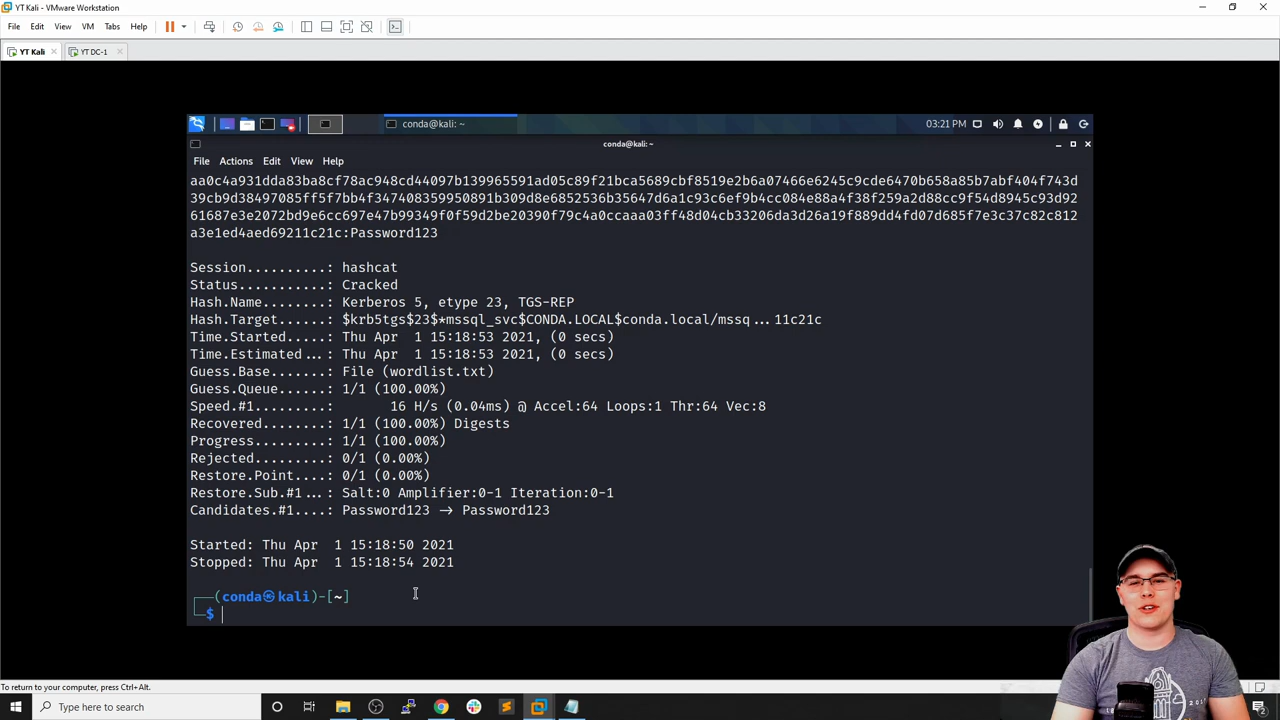 YT Kali - VMware Workstation
File Edit View VM Tabs Help
YT Kali YT DC-1
conda@kali: ~ 03:21 PM
conda@kali:~
File Actions Edit View Help
aa0c4a931dda83ba8cf78ac948cd44097b139965591ad05c89f21bca5689cbf8519e2b6a07466e6245c9cde6470b658a85b7abf404f743d
39cb9d38497085ff5f7bb4f347408359950891b309d8e6852536b35647d6a1c93c6ef9b4cc084e88a4f38f259a2d88cc9f54d8945c93d92
61687e3e2072bd9e6cc697e47b99349f0f59d2be20390f79c4a0ccaaa03ff48d04cb33206da3d26a19f889dd4fd07d685f7e3c37c82c812
a3e1ed4aed69211c21c:Password123
Session..........: hashcat
Status...........: Cracked
Hash.Name........: Kerberos 5, etype 23, TGS-REP
Hash.Target......: $krb5tgs$23$*mssql_svc$CONDA.LOCAL$conda.local/mssq...11c21c
Time.Started.....: Thu Apr  1 15:18:53 2021, (0 secs)
Time.Estimated...: Thu Apr  1 15:18:53 2021, (0 secs)
Guess.Base.......: File (wordlist.txt)
Guess.Queue......: 1/1 (100.00%)
Speed.#1.........:       16 H/s (0.04ms) @ Accel:64 Loops:1 Thr:64 Vec:8
Recovered........: 1/1 (100.00%) Digests
Progress.........: 1/1 (100.00%)
Rejected.........: 0/1 (0.00%)
Restore.Point....: 0/1 (0.00%)
Restore.Sub.#1...: Salt:0 Amplifier:0-1 Iteration:0-1
Candidates.#1....: Password123 -> Password123
Started: Thu Apr  1 15:18:50 2021
Stopped: Thu Apr  1 15:18:54 2021
(conda㉿kali)-[~]
$
To return to your computer, press Ctrl+Alt.
Type here to search